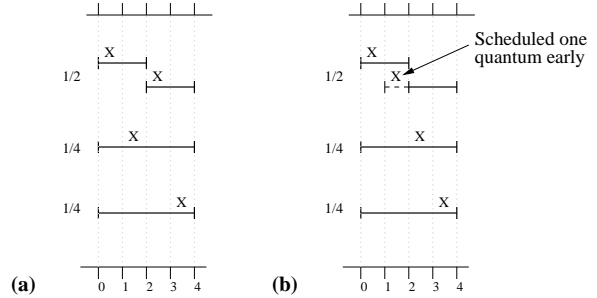 X
1/2
X
1/4
X
1/4
X
0 1 2 3 4
(a)
X
Scheduled one
quantum early
1/2
X
1/4
X
1/4
X
0 1 2 3 4
(b)